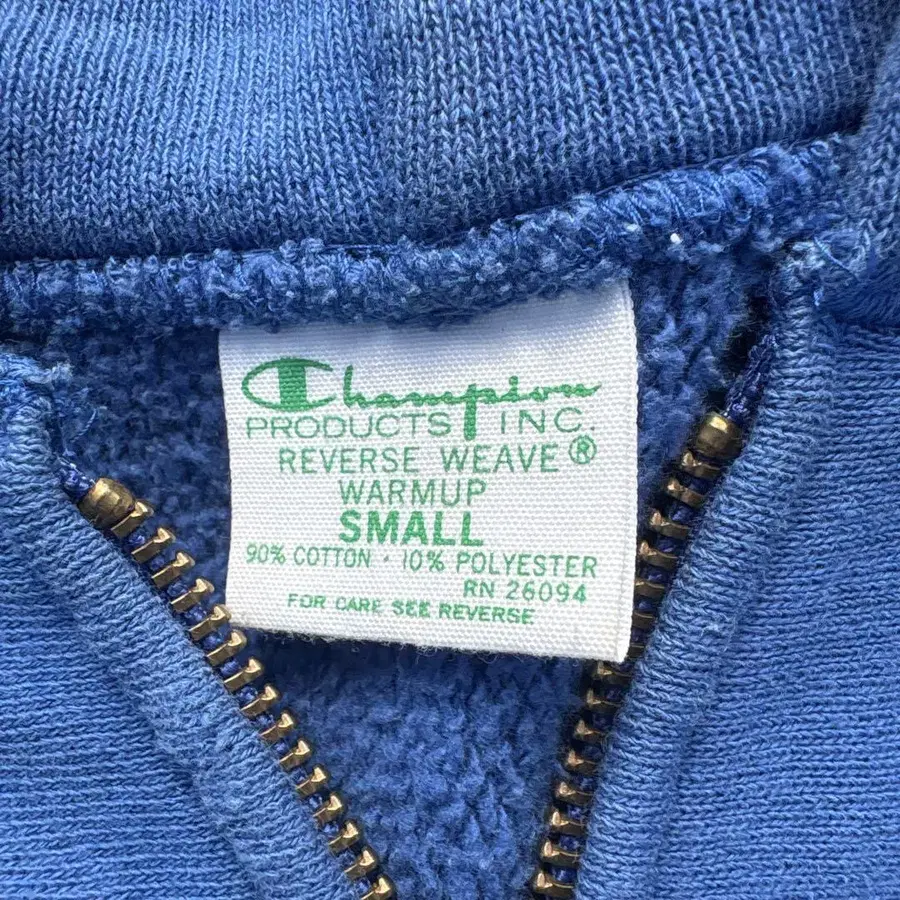 Champion
PRODUCTS INC.
REVERSE WEAVE ®
WARMUP
SMALL
90% COTTON · 10% POLYESTER
RN 26094
FOR CARE SEE REVERSE